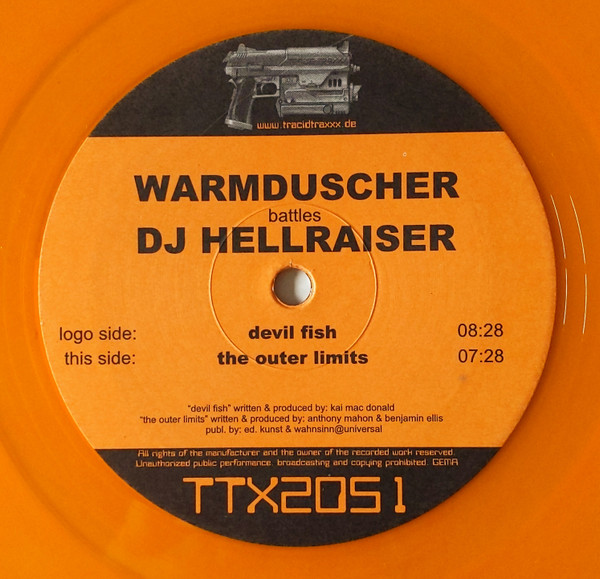 www.tracidtraxxx.de
WARMDUSCHER
battles
DJ HELLRAISER
logo side: devil fish 08:28
this side: the outer limits 07:28
"devil fish" written & produced by: kai mac donald
"the outer limits" written & produced by: anthony mahon & benjamin ellis
publ. by: ed. kunst & wahnsinn@universal
All rights of the manufacturer and the owner of the recorded work reserved.
Unauthorized public performance, broadcasting and copying prohibited. GEMA
TTX2051